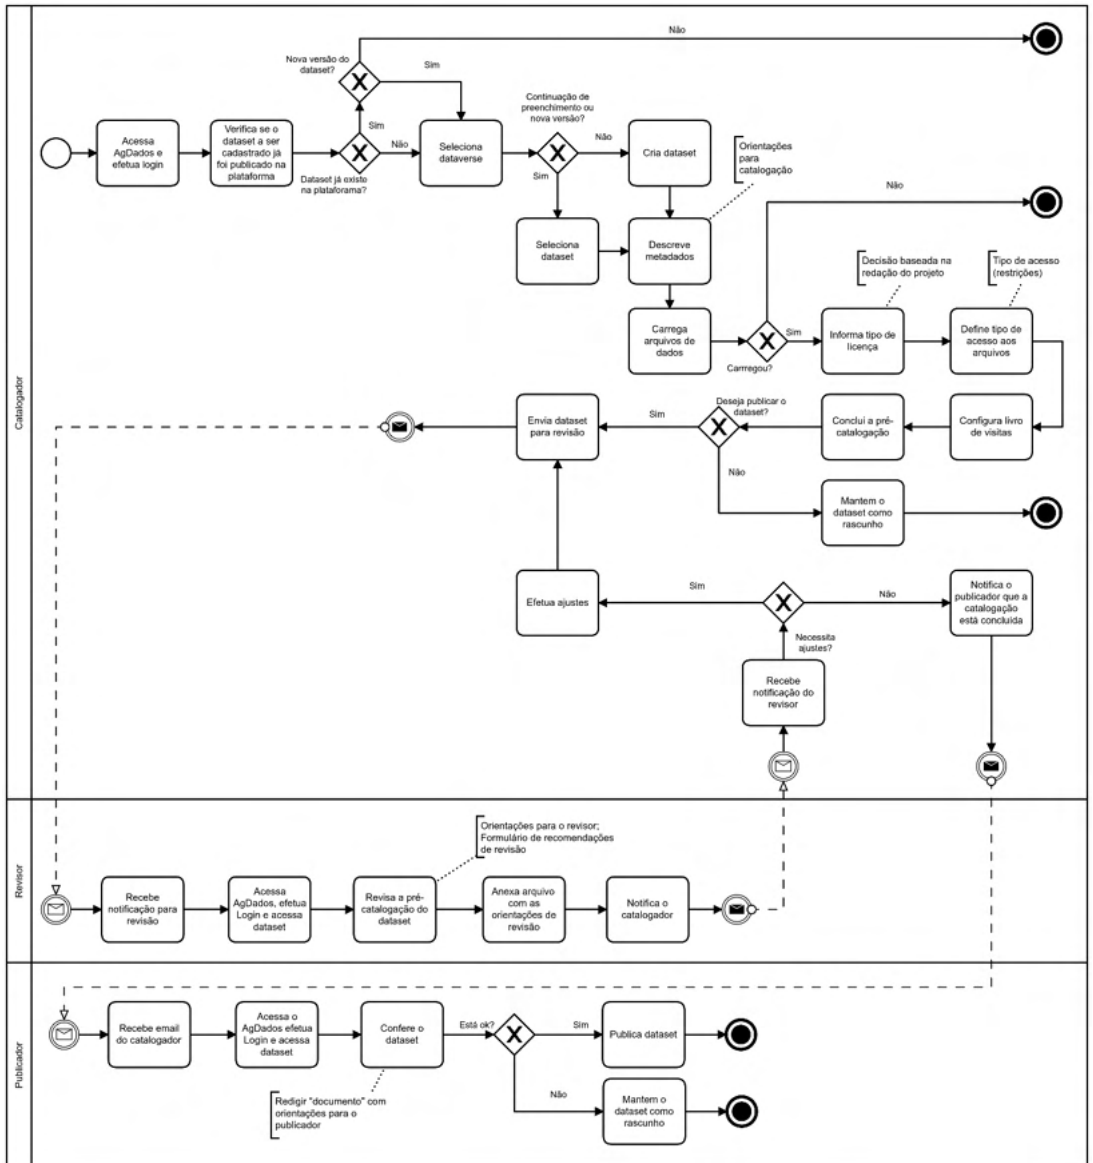 Catalogador
Não
Nova versão do
dataset?
Sim
Continuação de
preenchimento ou
nova versão?
Acessa
AgDados e
efetua login
Verifica se o
dataset a ser
cadastrado já
foi publicado na
plataforma
Sim
Não
Dataset já existe
na plataforama?
Seleciona
dataverse
Não
Sim
Cria dataset
Orientações
para
catalogação
Não
Seleciona
dataset
Descreve
metadados
Decisão baseada na
redação do projeto
Tipo de acesso
(restrições)
Carrega
arquivos de
dados
Sim
Carrregou?
Informa tipo de
licença
Define tipo de
acesso aos
arquivos
Envia dataset
para revisão
Sim
Deseja publicar o
dataset?
Conclui a pré-
catalogação
Configura livro
de visitas
Não
Mantem o
dataset como
rascunho
Efetua ajustes
Sim
Não
Necessita
ajustes?
Notifica o
publicador que a
catalogação
está concluida
Recebe
notificação do
revisor
Revisor
Orientações para o revisor;
Formulário de recomendações
de revisão
Recebe
notificação para
revisão
Acessa
AgDados, efetua
Login e acessa
dataset
Revisa a pré-
catalogação do
dataset
Anexa arquivo
com as
orientações de
revisão
Notifica o
catalogador
Publicador
Recebe email
do catalogador
Acessa o
AgDados efetua
Login e acessa
dataset
Confere o
dataset
Está ok?
Sim
Publica dataset
Não
Mantem o
dataset como
rascunho
Redigir "documento" com
orientações para o
publicador